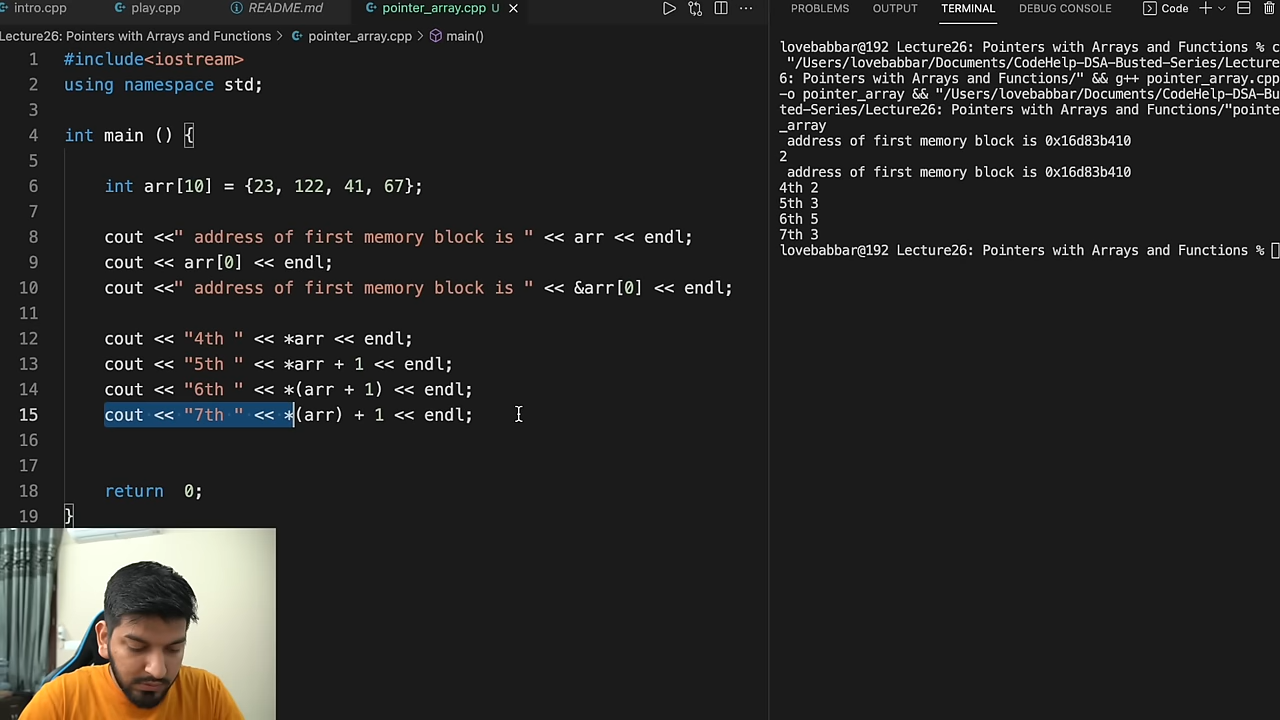 intro.cpp play.cpp README.md pointer_array.cpp U
Lecture26: Pointers with Arrays and Functions > pointer_array.cpp > main()
1 #include<iostream>
2 using namespace std;
3
4 int main () {
5
6 int arr[10] = {23, 122, 41, 67};
7
8 cout <<" address of first memory block is " << arr << endl;
9 cout << arr[0] << endl;
10 cout <<" address of first memory block is " << &arr[0] << endl;
11
12 cout << "4th " << *arr << endl;
13 cout << "5th " << *arr + 1 << endl;
14 cout << "6th " << *(arr + 1) << endl;
15 cout << "7th " << *(arr) + 1 << endl;
16
17
18 return  0;
19 }
PROBLEMS OUTPUT TERMINAL DEBUG CONSOLE Code
lovebabbar@192 Lecture26: Pointers with Arrays and Functions % c
"/Users/lovebabbar/Documents/CodeHelp-DSA-Busted-Series/Lecture
6: Pointers with Arrays and Functions/" && g++ pointer_array.cpp
-o pointer_array && "/Users/lovebabbar/Documents/CodeHelp-DSA-Bu
ted-Series/Lecture26: Pointers with Arrays and Functions/"pointe
_array
address of first memory block is 0x16d83b410
2
address of first memory block is 0x16d83b410
4th 2
5th 3
6th 5
7th 3
lovebabbar@192 Lecture26: Pointers with Arrays and Functions %